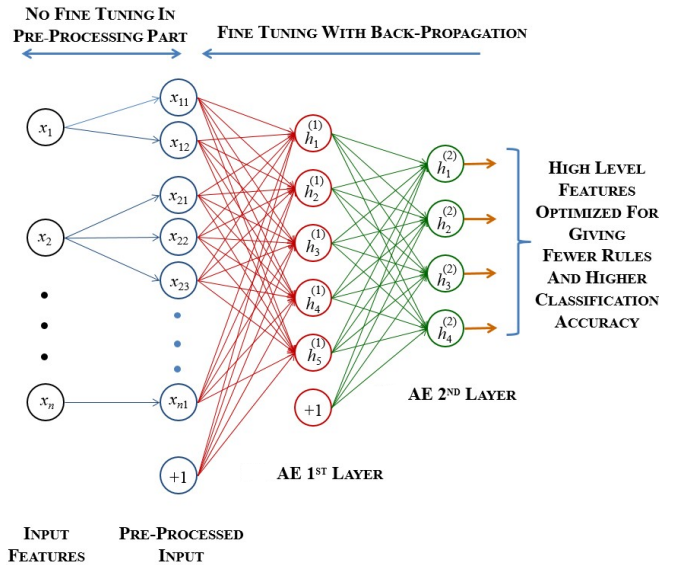 NO FINE TUNING IN
PRE-PROCESSING PART
FINE TUNING WITH BACK-PROPAGATION
x11
x1
x12
x21
x2
x22
x23
xn
xn1
+1
h1(1)
h2(1)
h3(1)
h4(1)
h5(1)
+1
h1(2)
h2(2)
h3(2)
h4(2)
HIGH LEVEL
FEATURES
OPTIMIZED FOR
GIVING
FEWER RULES
AND HIGHER
CLASSIFICATION
ACCURACY
AE 2ND LAYER
AE 1ST LAYER
INPUT
FEATURES
PRE-PROCESSED
INPUT